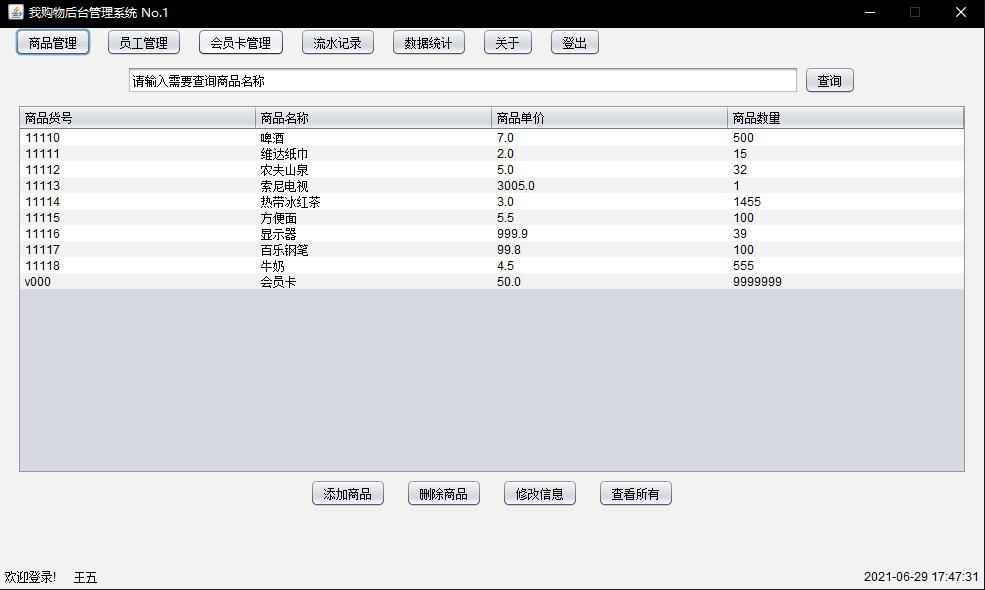 我购物后台管理系统 No.1
商品管理 员工管理 会员卡管理 流水记录 数据统计 关于 登出
请输入需要查询商品名称 查询
商品货号 商品名称 商品单价 商品数量
11110 啤酒 7.0 500
11111 维达纸巾 2.0 15
11112 农夫山泉 5.0 32
11113 索尼电视 3005.0 1
11114 热带冰红茶 3.0 1455
11115 方便面 5.5 100
11116 显示器 999.9 39
11117 百乐钢笔 99.8 100
11118 牛奶 4.5 555
v000 会员卡 50.0 9999999
添加商品 删除商品 修改信息 查看所有
欢迎登录! 王五 2021-06-29 17:47:31